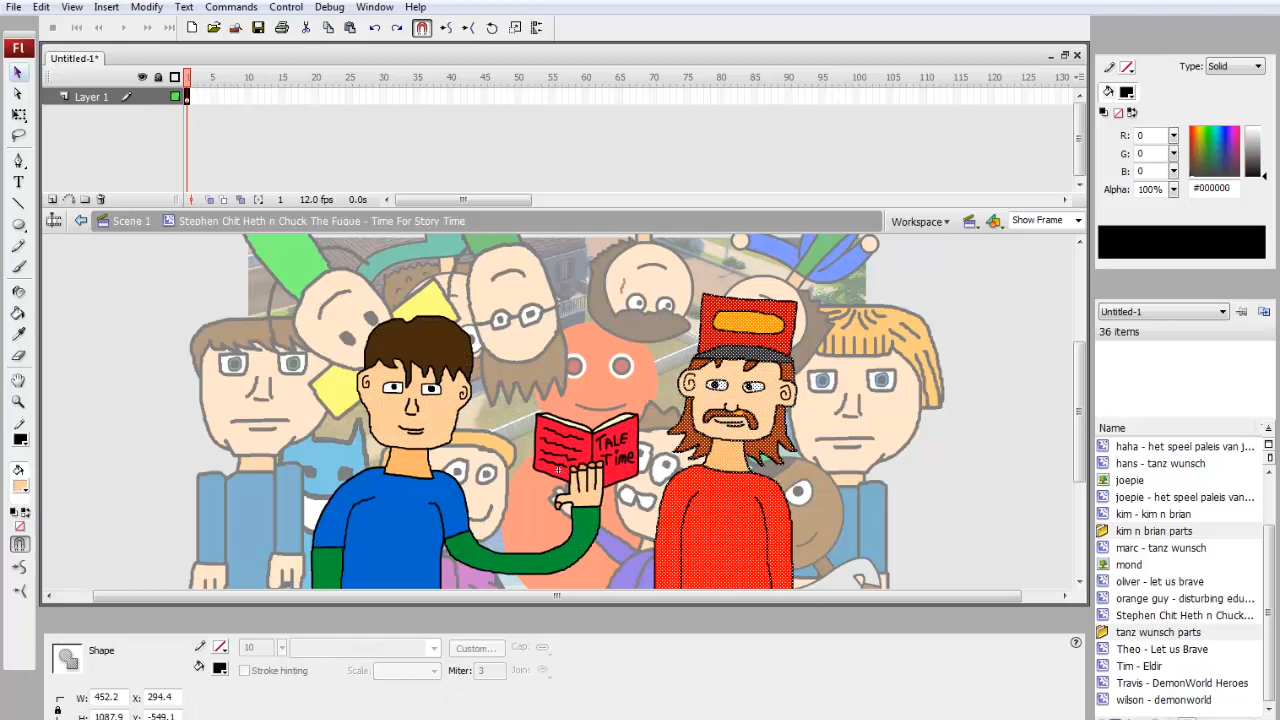 File Edit View Insert Modify Text Commands Control Debug Window Help
Fl
Untitled-1*
1 5 10 15 20 25 30 35 40 45 50 55 60 65 70 75 80 85 90 95 100 105 110 115 120 125 130
Layer 1
1 12.0 fps 0.0s
Scene 1 Stephen Chit Heth n Chuck The Fugue - Time For Story Time
Workspace Show Frame
TALE
Time
Type: Solid
R: 0
G: 0
B: 0
Alpha: 100% #000000
Untitled-1
36 items
Name
haha - het speel paleis van j...
hans - tanz wunsch
joepie
joepie - het speel paleis van...
kim - kim n brian
kim n brian parts
marc - tanz wunsch
mond
oliver - let us brave
orange guy - disturbing edu...
Stephen Chit Heth n Chuck...
tanz wunsch parts
Theo - Let us Brave
Tim - Eldir
Travis - DemonWorld Heroes
wilson - demonworld
Shape
10 Custom... Cap:
Stroke hinting Scale: Miter: 3 Join:
W: 452.2 X: 294.4
H: 1087.9 Y: -549.1